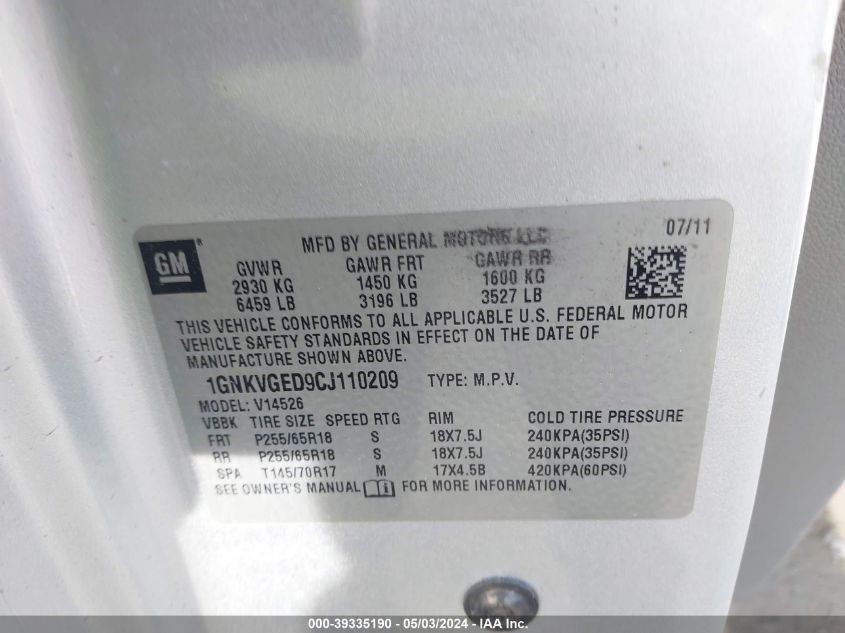 07/11
GM®
MFD BY GENERAL MOTORS LLC
GVWR GAWR FRT GAWR RR
2930 KG 1450 KG 1600 KG
6459 LB 3196 LB 3527 LB
THIS VEHICLE CONFORMS TO ALL APPLICABLE U.S. FEDERAL MOTOR
VEHICLE SAFETY STANDARDS IN EFFECT ON THE DATE OF
MANUFACTURE SHOWN ABOVE.
1GNKVGED9CJ110209 TYPE: M.P.V.
MODEL: V14526
VBBK TIRE SIZE SPEED RTG RIM COLD TIRE PRESSURE
FRT P255/65R18 S 18X7.5J 240KPA(35PSI)
RR P255/65R18 S 18X7.5J 240KPA(35PSI)
SPA T145/70R17 M 17X4.5B 420KPA(60PSI)
SEE OWNER'S MANUAL FOR MORE INFORMATION.
000-39335190 - 05/03/2024 - IAA Inc.